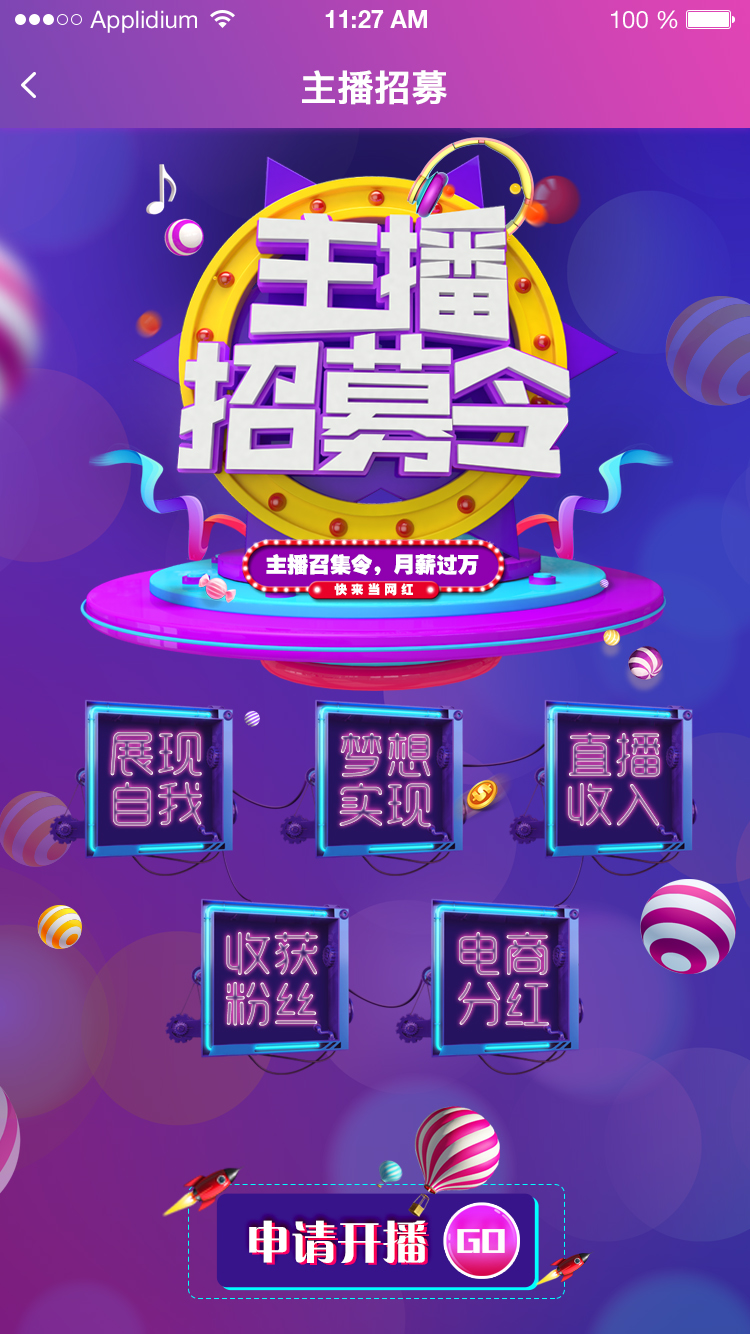 Applidium 11:27 AM 100 %
主播招募
主播
招募令
主播召集令，月薪过万
快来当网红
展现
自我
梦想
实现
直播
收入
收获
粉丝
电商
分红
申请开播 GO